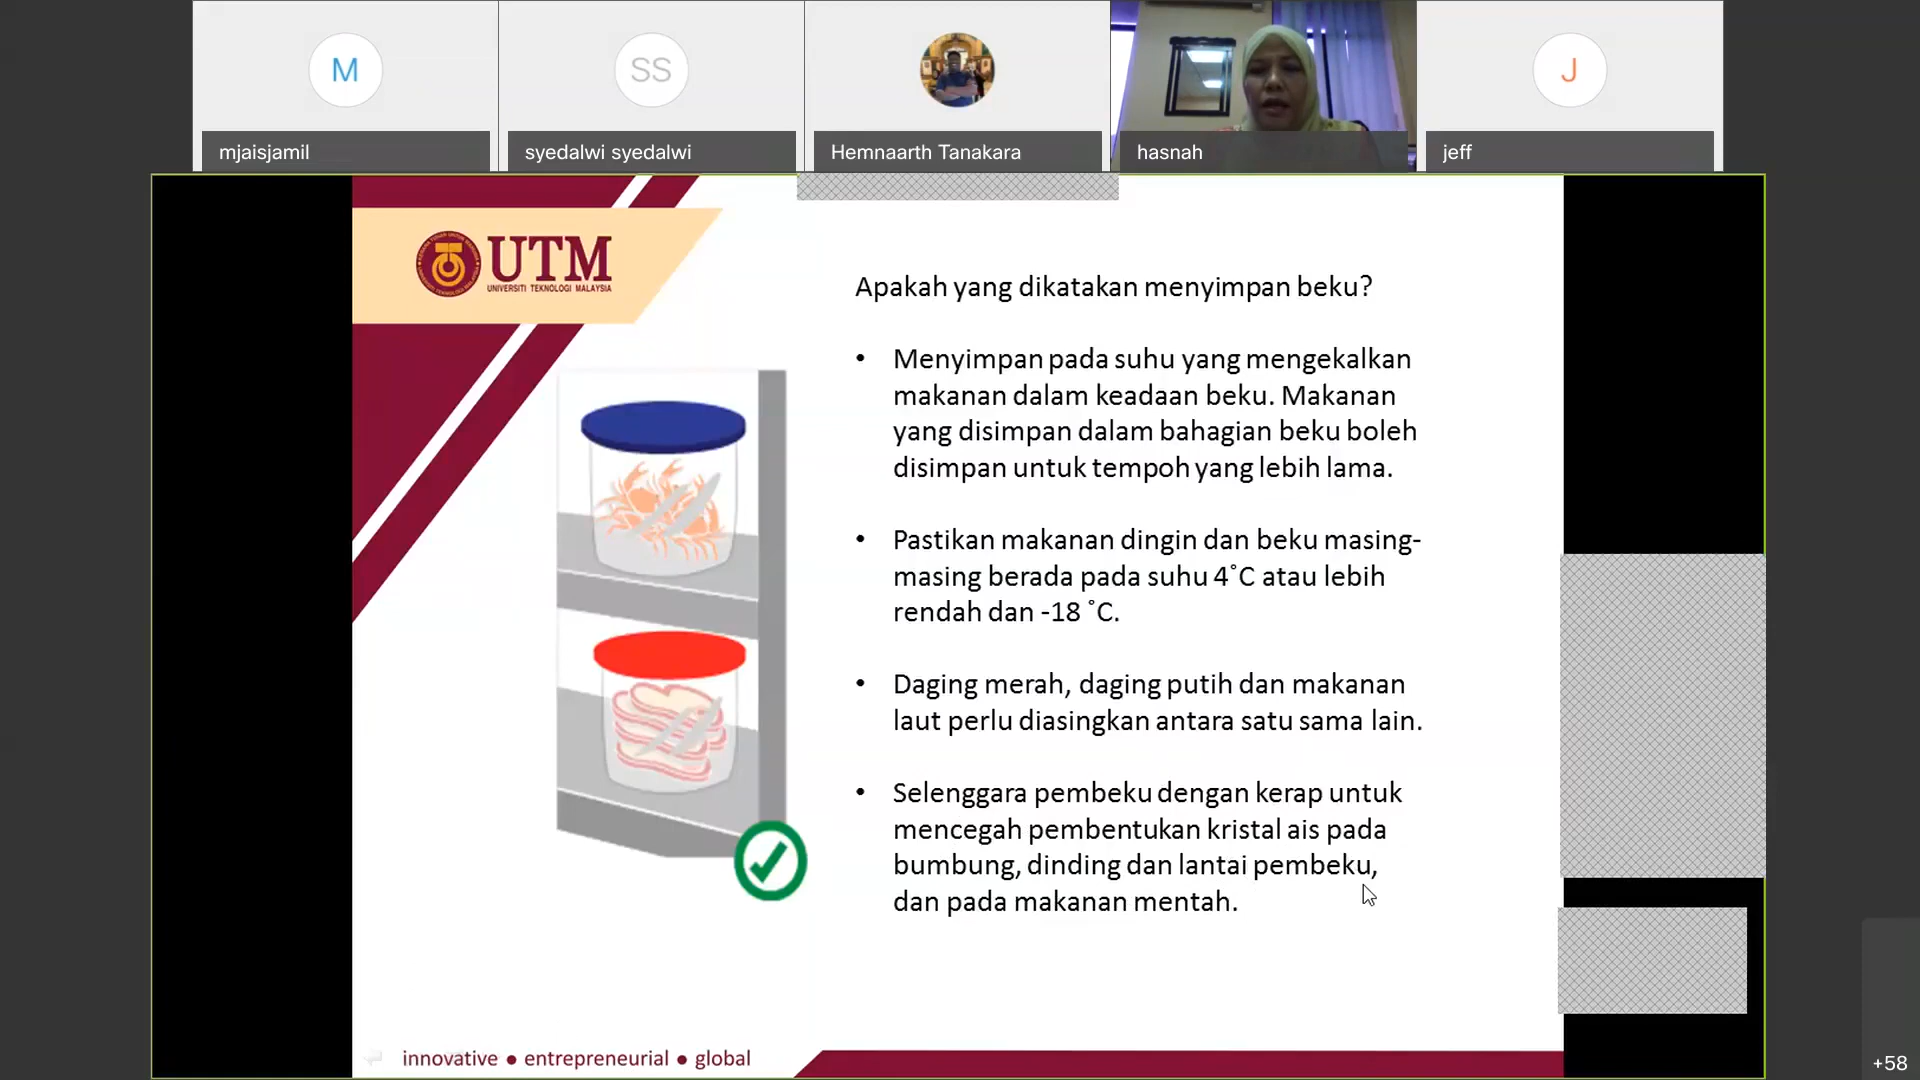 M
SS
J
mjaisjamil
syedalwi syedalwi
Hemnaarth Tanakara
hasnah
jeff
UTM
UNIVERSITI TEKNOLOGI MALAYSIA
Apakah yang dikatakan menyimpan beku?
• Menyimpan pada suhu yang mengekalkan
makanan dalam keadaan beku. Makanan
yang disimpan dalam bahagian beku boleh
disimpan untuk tempoh yang lebih lama.
• Pastikan makanan dingin dan beku masing-
masing berada pada suhu 4˚C atau lebih
rendah dan -18 ˚C.
• Daging merah, daging putih dan makanan
laut perlu diasingkan antara satu sama lain.
• Selenggara pembeku dengan kerap untuk
mencegah pembentukan kristal ais pada
bumbung, dinding dan lantai pembeku,
dan pada makanan mentah.
innovative ● entrepreneurial ● global
+58